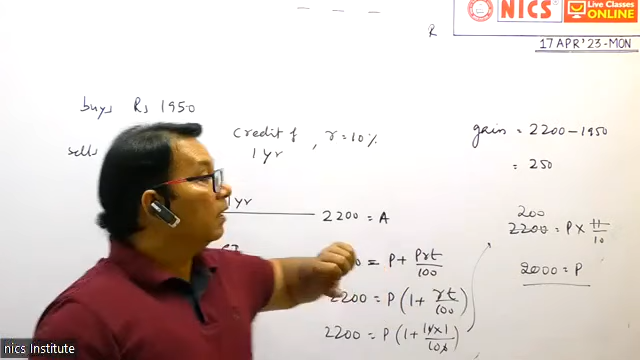 NICS
Live Classes
ONLINE
R
17 APR'23-MON
buys Rs 1950
sells
credit of
1 yr
, r = 10%
1 yr
2200 = A
= P + Prt/100
2200 = P (1 + rt/100)
2200 = P (1 + 10×1/100)
gain = 2200 - 1950
= 250
200
2200 = P × 11/10
2000 = P
nics Institute